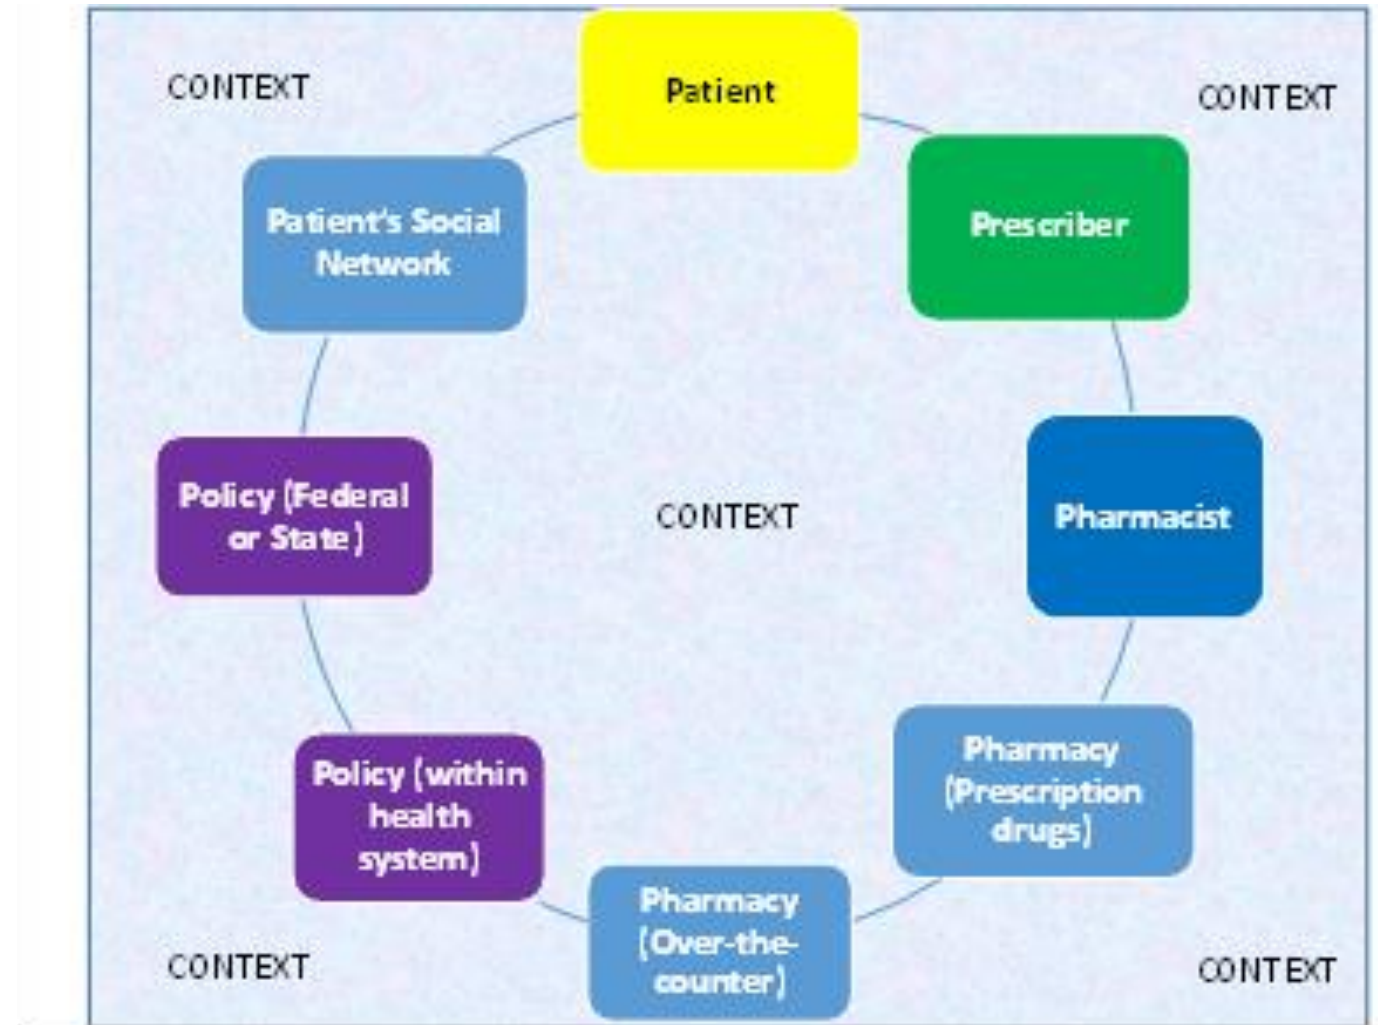 Patient
CONTEXT
CONTEXT
Patient's Social
Network
Prescriber
Policy (Federal
or State)
CONTEXT
Pharmacist
Policy (within
health
system)
Pharmacy
(Prescription
drugs)
Pharmacy
(Over-the-
counter)
CONTEXT
CONTEXT